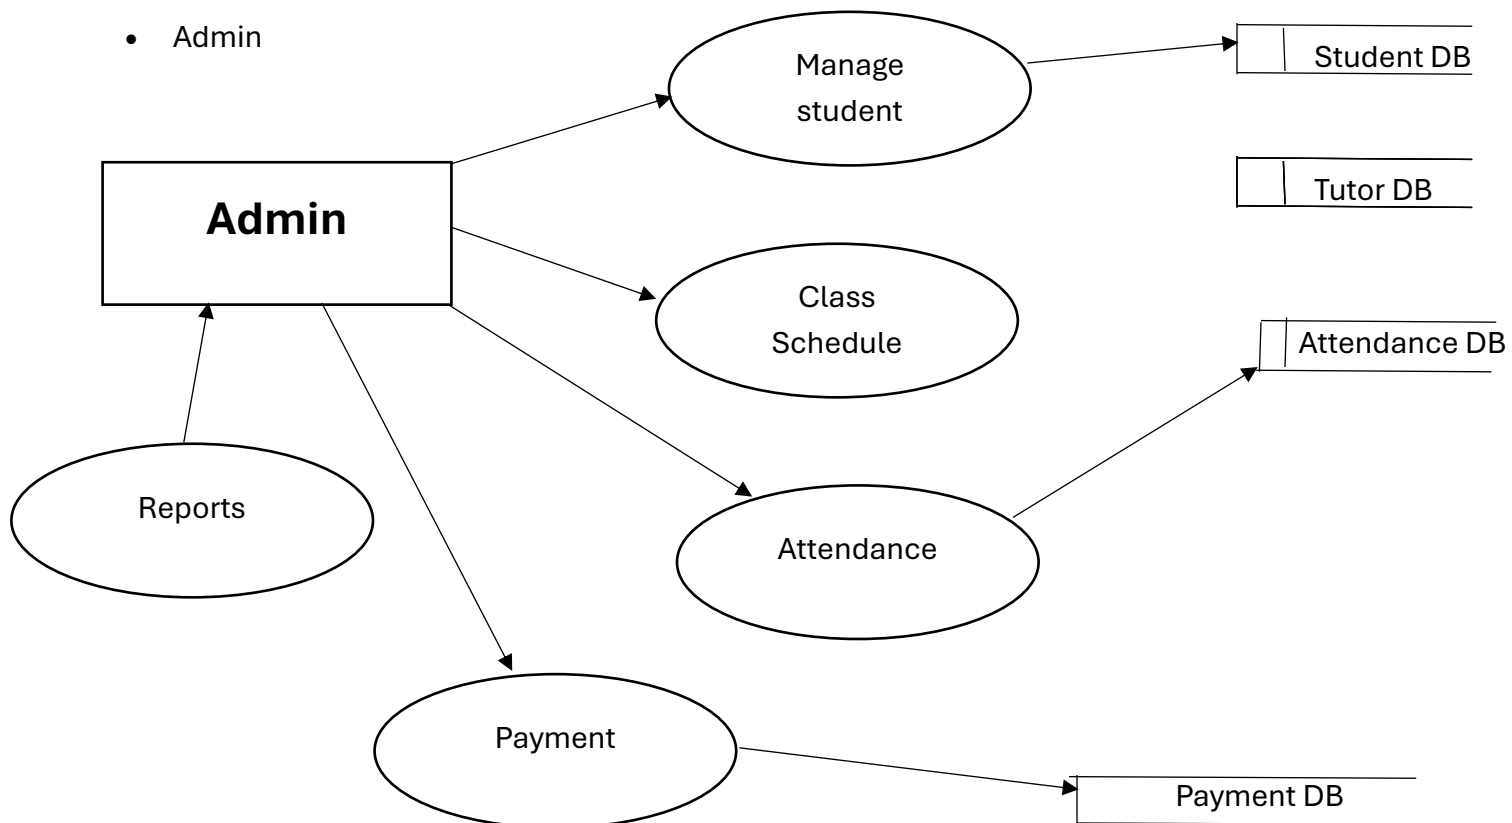 • Admin
Manage
student
Student DB
Admin
Tutor DB
Class
Schedule
Attendance DB
Reports
Attendance
Payment
Payment DB